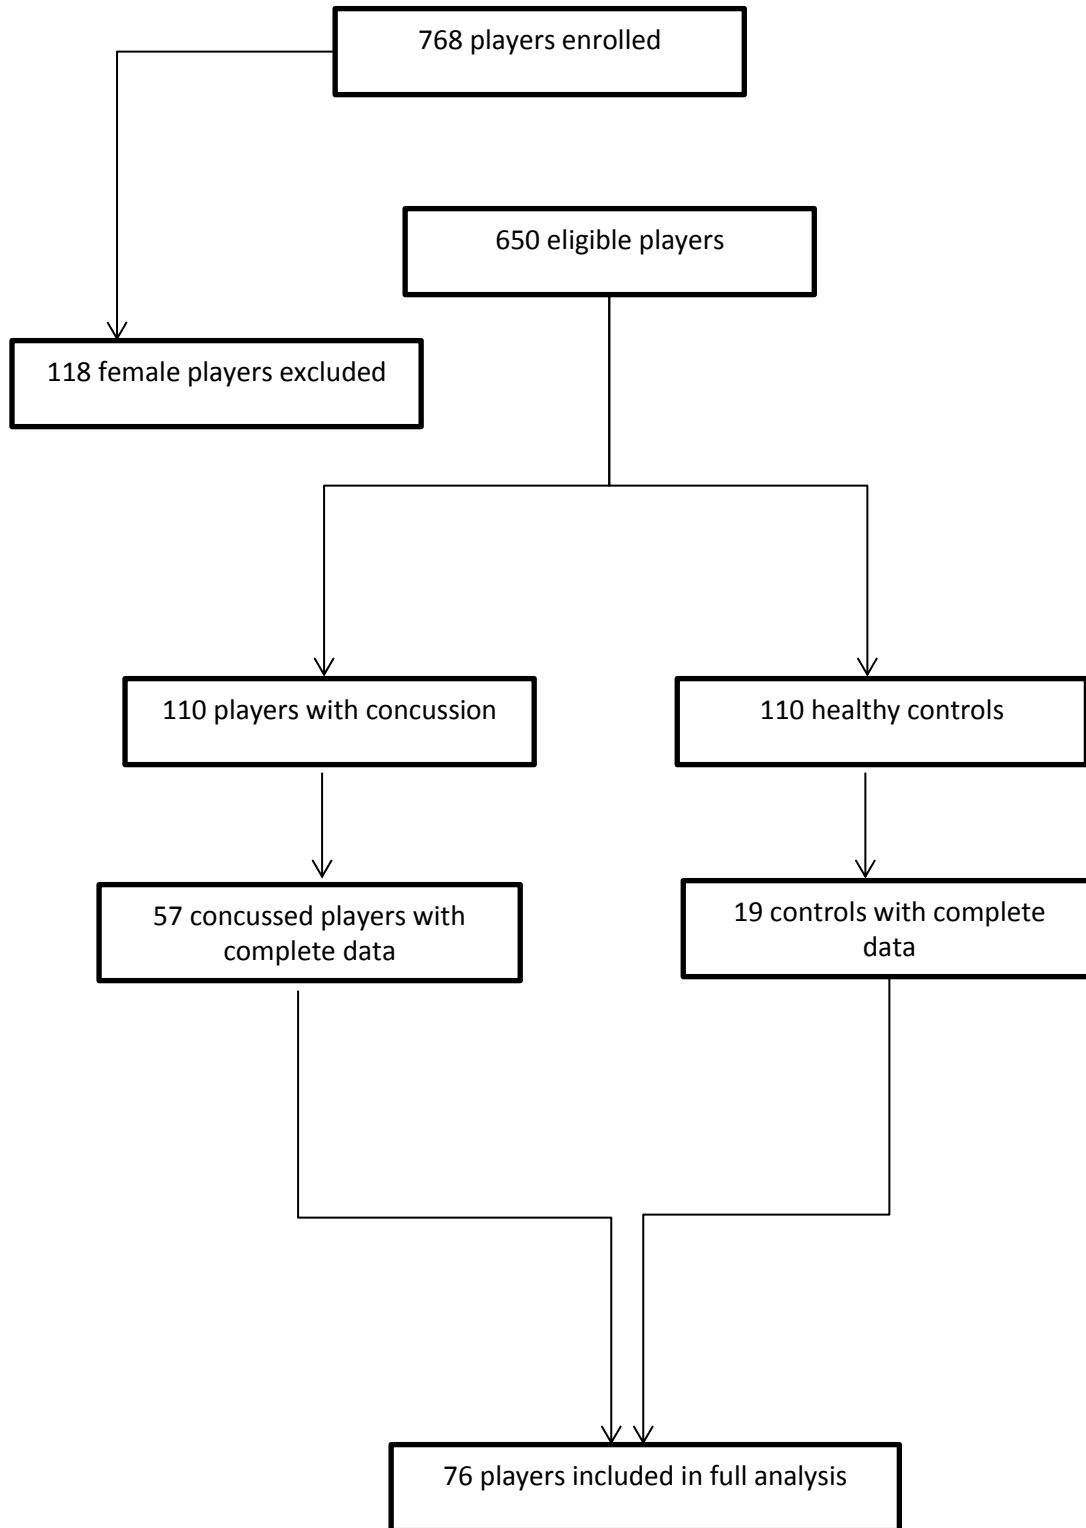 768 players enrolled
650 eligible players
118 female players excluded
110 players with concussion
110 healthy controls
57 concussed players with
complete data
19 controls with complete
data
76 players included in full analysis